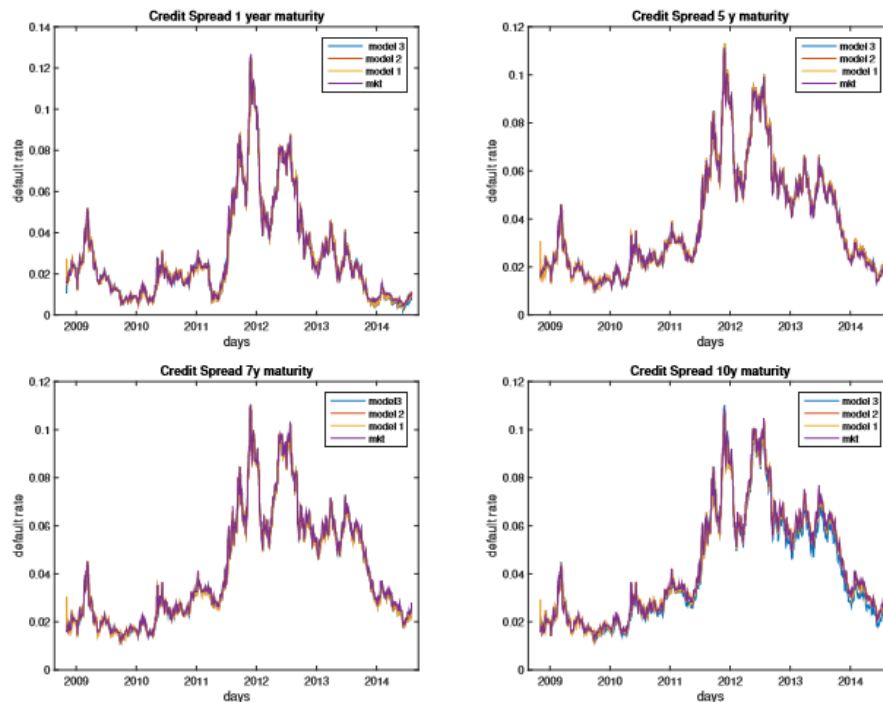 Credit Spread 1 year maturity
0.14
0.12
0.1
0.08
0.06
0.04
0.02
0
default rate
model 3
model 2
model 1
mkt
2009 2010 2011 2012 2013 2014
days
Credit Spread 5 y maturity
0.12
0.1
0.08
0.06
0.04
0.02
0
default rate
model 3
model 2
model 1
mkt
2009 2010 2011 2012 2013 2014
days
Credit Spread 7y maturity
0.12
0.1
0.08
0.06
0.04
0.02
0
default rate
model3
model 2
model 1
mkt
2009 2010 2011 2012 2013 2014
days
Credit Spread 10y maturity
0.12
0.1
0.08
0.06
0.04
0.02
0
default rate
model 3
model 2
model 1
mkt
2009 2010 2011 2012 2013 2014
days